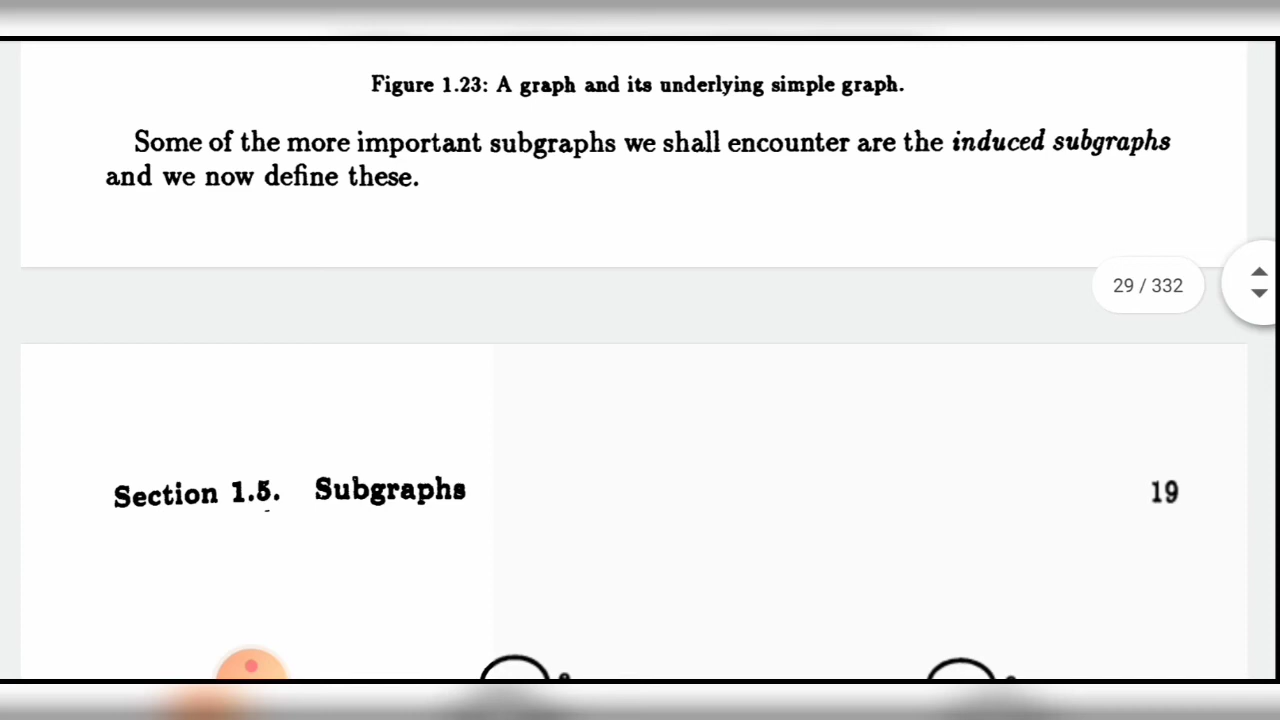 Figure 1.23: A graph and its underlying simple graph.
Some of the more important subgraphs we shall encounter are the induced subgraphs
and we now define these.
29 / 332
Section 1.5. Subgraphs
19